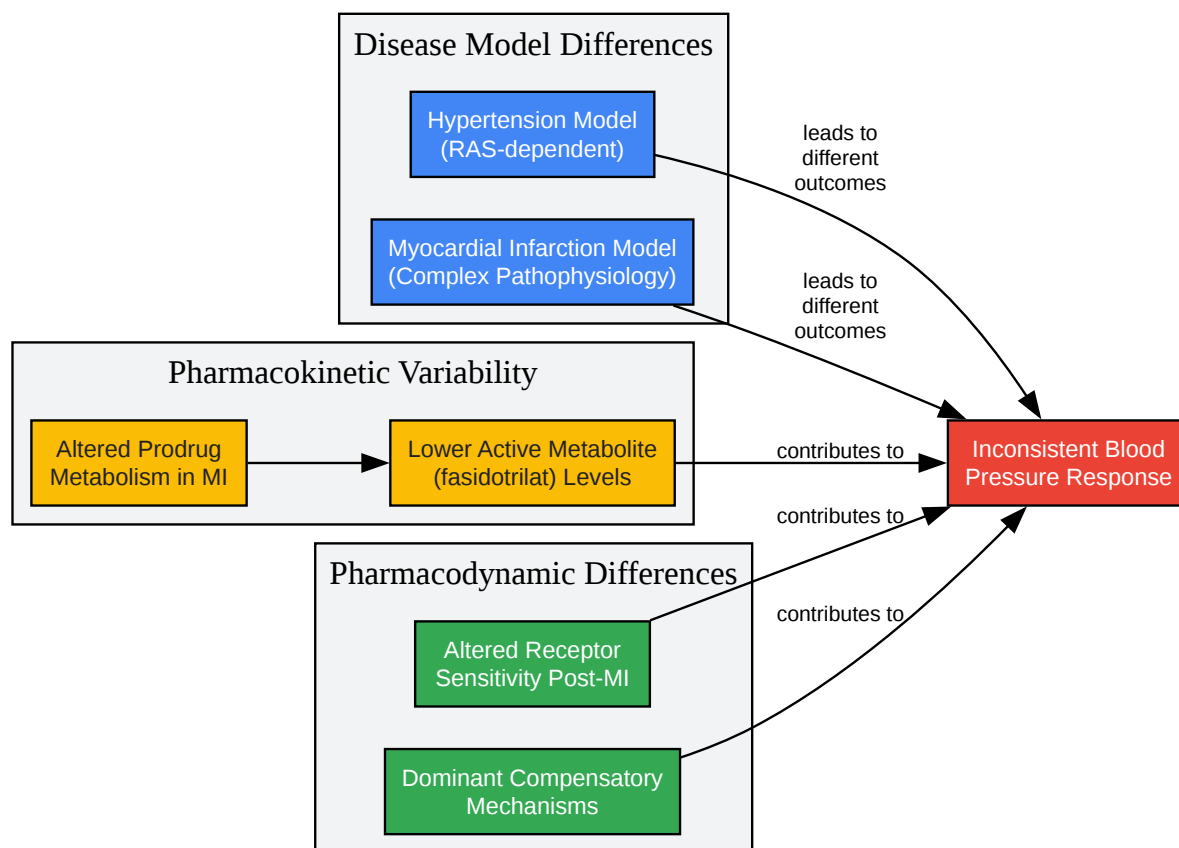 Disease Model Differences
Hypertension Model
(RAS-dependent)
leads to
different
outcomes
Myocardial Infarction Model
(Complex Pathophysiology)
leads to
different
outcomes
Pharmacokinetic Variability
Altered Prodrug
Metabolism in MI
Lower Active Metabolite
(fasidotrilat) Levels
contributes to
Inconsistent Blood
Pressure Response
contributes to
Pharmacodynamic Differences
Altered Receptor
Sensitivity Post-MI
contributes to
Dominant Compensatory
Mechanisms